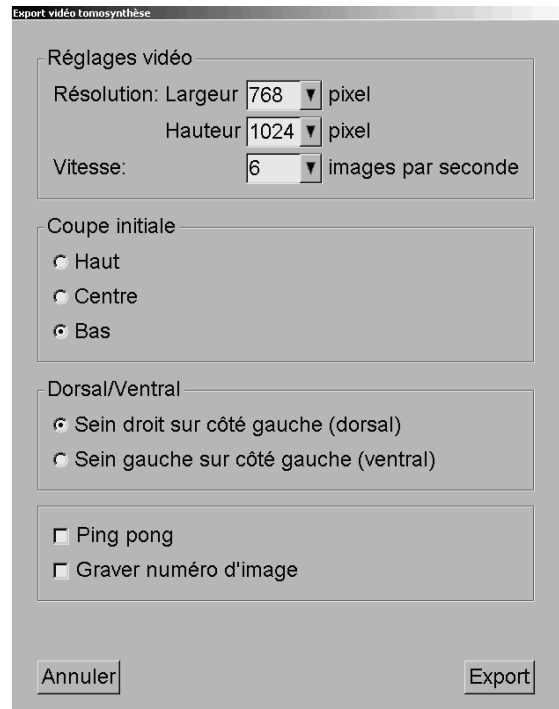 Export vidéo tomosynthèse
Réglages vidéo
Résolution: Largeur 768 pixel
Hauteur 1024 pixel
Vitesse: 6 images par seconde
Coupe initiale
Haut
Centre
Bas
Dorsal/Ventral
Sein droit sur côté gauche (dorsal)
Sein gauche sur côté gauche (ventral)
Ping pong
Graver numéro d'image
Annuler Export